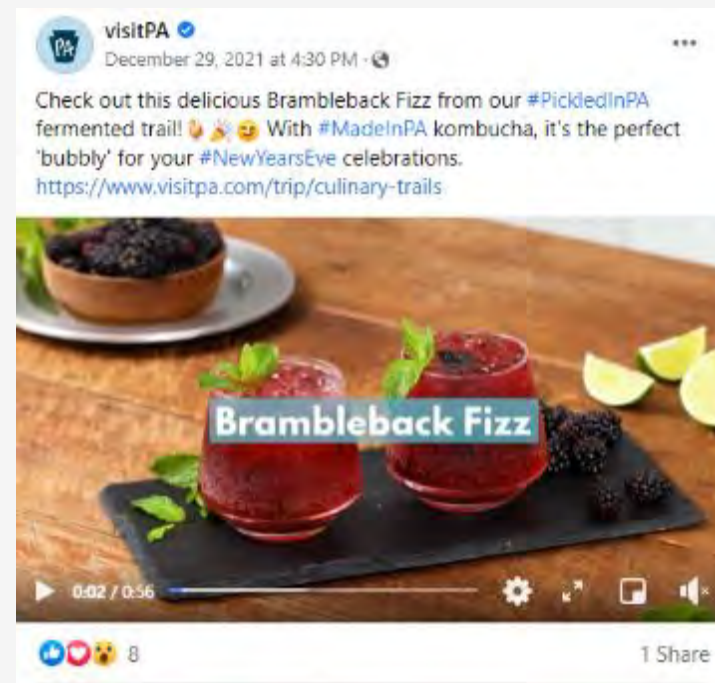 visitPA
PA
December 29, 2021 at 4:30 PM ·
Check out this delicious Brambleback Fizz from our #PickledInPA
fermented trail! With #MadeInPA kombucha, it's the perfect
'bubbly' for your #NewYearsEve celebrations.
https://www.visitpa.com/trip/culinary-trails
Brambleback Fizz
0:02 / 0:56
8
1 Share